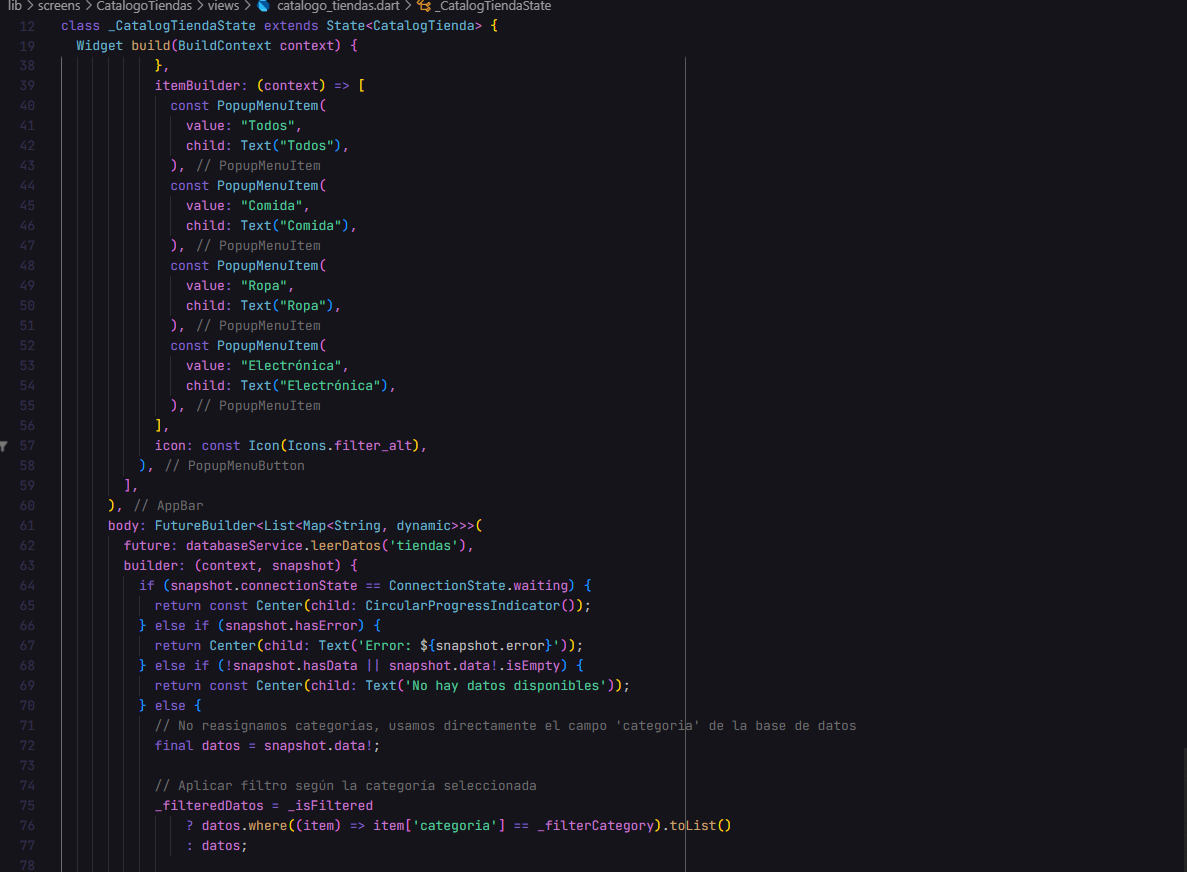 lib > screens > CatalogoTiendas > views > catalogo_tiendas.dart > _CatalogTiendaState
12 class _CatalogTiendaState extends State<CatalogTienda> {
19 Widget build(BuildContext context) {
38 },
39 itemBuilder: (context) => [
40 const PopupMenuItem(
41 value: "Todos",
42 child: Text("Todos"),
43 ), // PopupMenuItem
44 const PopupMenuItem(
45 value: "Comida",
46 child: Text("Comida"),
47 ), // PopupMenuItem
48 const PopupMenuItem(
49 value: "Ropa",
50 child: Text("Ropa"),
51 ), // PopupMenuItem
52 const PopupMenuItem(
53 value: "Electrónica",
54 child: Text("Electrónica"),
55 ), // PopupMenuItem
56 ],
57 icon: const Icon(Icons.filter_alt),
58 ), // PopupMenuButton
59 ],
60 ), // AppBar
61 body: FutureBuilder<List<Map<String, dynamic>>>(
62 future: databaseService.leerDatos('tiendas'),
63 builder: (context, snapshot) {
64 if (snapshot.connectionState == ConnectionState.waiting) {
65 return const Center(child: CircularProgressIndicator());
66 } else if (snapshot.hasError) {
67 return Center(child: Text('Error: ${snapshot.error}'));
68 } else if (!snapshot.hasData || snapshot.data!.isEmpty) {
69 return const Center(child: Text('No hay datos disponibles'));
70 } else {
71 // No reasignamos categorías, usamos directamente el campo 'categoria' de la base de datos
72 final datos = snapshot.data!;
73
74 // Aplicar filtro según la categoría seleccionada
75 _filteredDatos = _isFiltered
76 ? datos.where((item) => item['categoria'] == _filterCategory).toList()
77 : datos;
78